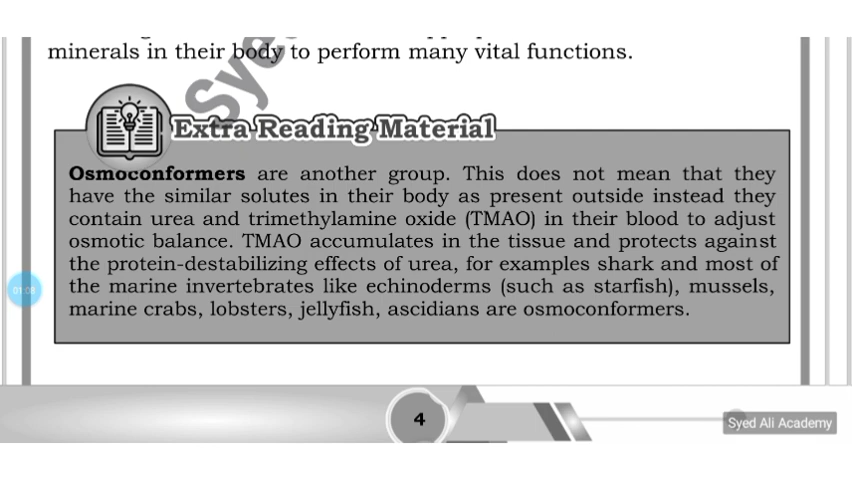 minerals in their body to perform many vital functions.
Sye
Extra Reading Material
Osmoconformers are another group. This does not mean that they
have the similar solutes in their body as present outside instead they
contain urea and trimethylamine oxide (TMAO) in their blood to adjust
osmotic balance. TMAO accumulates in the tissue and protects against
the protein-destabilizing effects of urea, for examples shark and most of
the marine invertebrates like echinoderms (such as starfish), mussels,
marine crabs, lobsters, jellyfish, ascidians are osmoconformers.
01:08
4
Syed Ali Academy